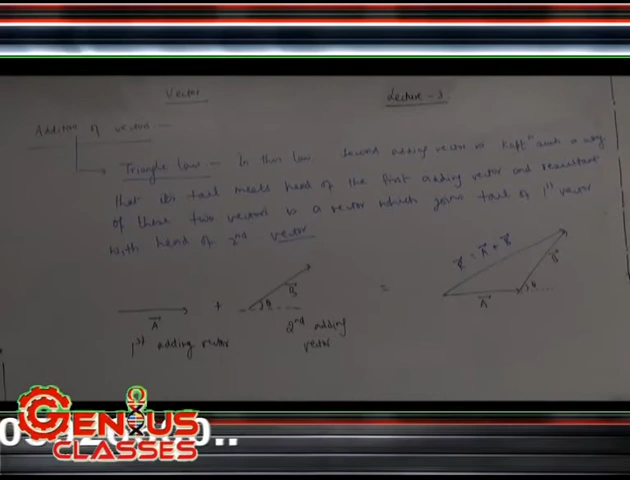 Vector Lecture - 3
Addition of vectors —
Triangle Law — In this law second adding vector is kept in such a way
that its tail meets head of the first adding vector and resultant
of these two vectors is a vector which joins tail of 1st vector
with head of 2nd vector
R = A + B
B
θ
A
A
1st adding vector
+
B
θ
2nd adding
vector
=
GENIUS
CLASSES